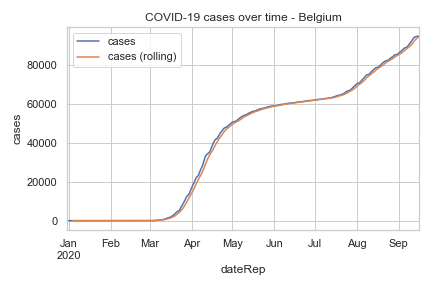 COVID-19 cases over time - Belgium
cases
cases (rolling)
80000
60000
40000
20000
0
cases
Jan Feb Mar Apr May Jun Jul Aug Sep
2020
dateRep